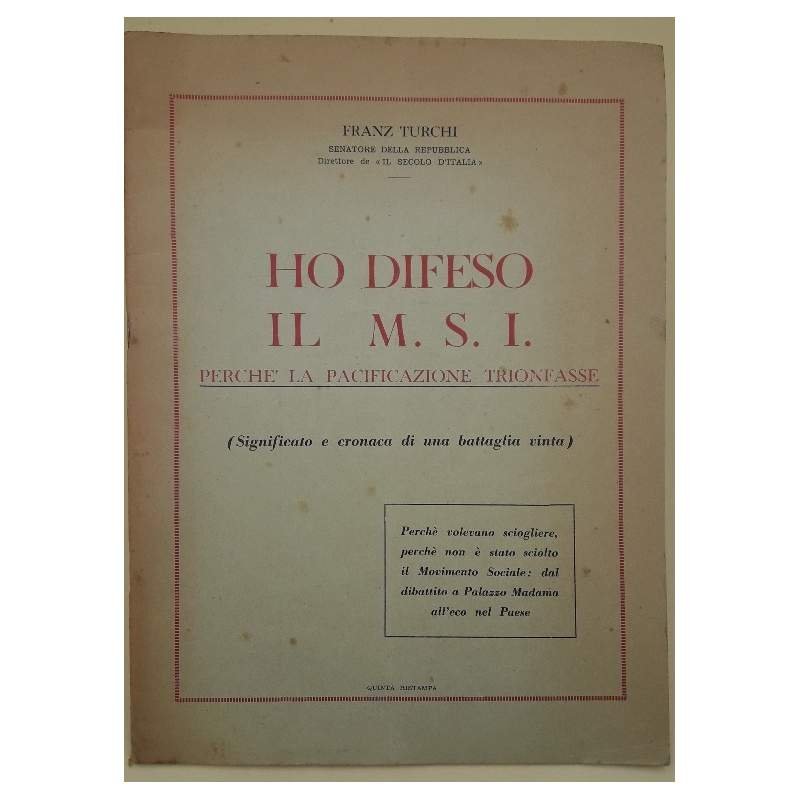 FRANZ TURCHI
SENATORE DELLA REPUBBLICA
Direttore de «IL SECOLO D'ITALIA»
HO DIFESO
IL M. S. I.
PERCHE' LA PACIFICAZIONE TRIONFASSE
(Significato e cronaca di una battaglia vinta)
Perchè volevano sciogliere,
perchè non è stato sciolto
il Movimento Sociale: dal
dibattito a Palazzo Madama
all'eco nel Paese
QUINTA RISTAMPA